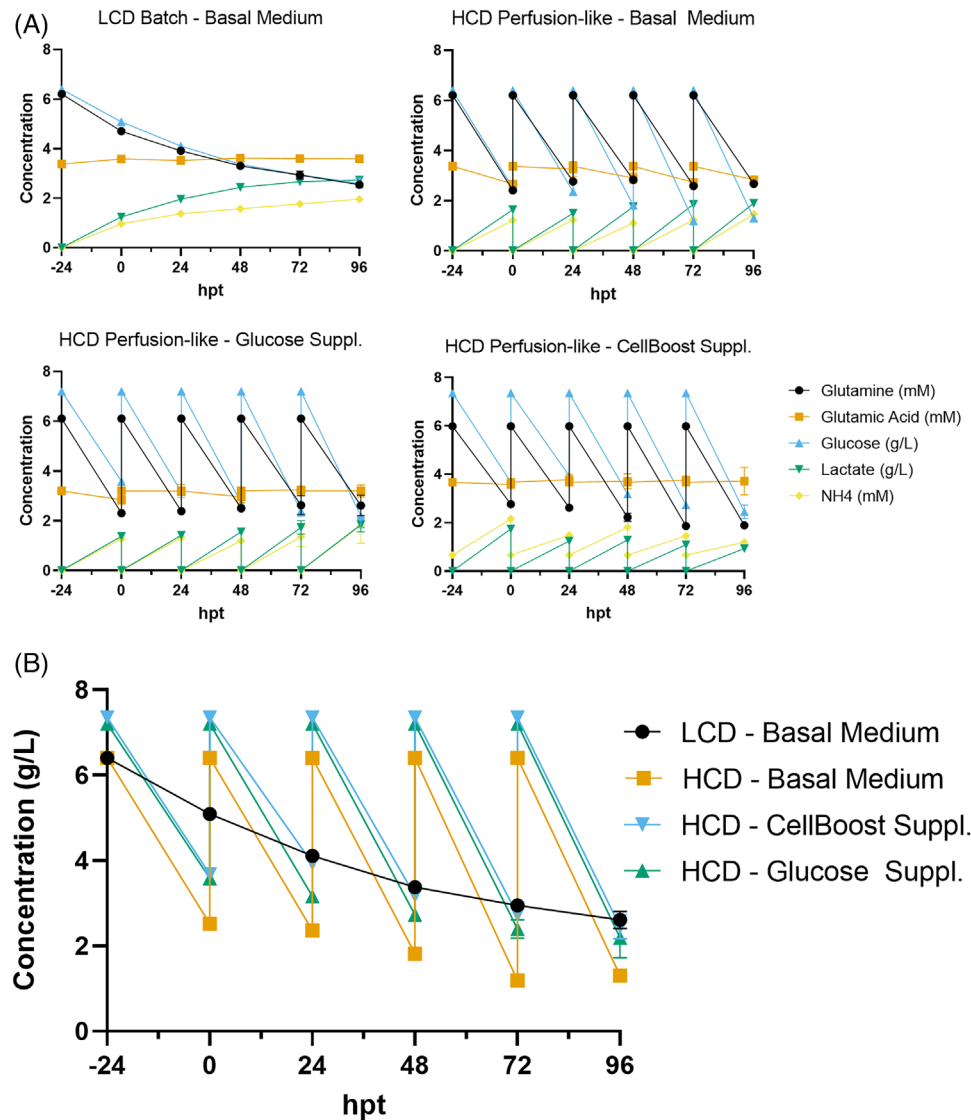 (A)
LCD Batch - Basal Medium
8
6
4
2
0
Concentration
-24 0 24 48 72 96
hpt
HCD Perfusion-like - Basal Medium
8
6
4
2
0
Concentration
-24 0 24 48 72 96
hpt
HCD Perfusion-like - Glucose Suppl.
8
6
4
2
0
Concentration
-24 0 24 48 72 96
hpt
HCD Perfusion-like - CellBoost Suppl.
8
6
4
2
0
Concentration
-24 0 24 48 72 96
hpt
Glutamine (mM)
Glutamic Acid (mM)
Glucose (g/L)
Lactate (g/L)
NH4 (mM)
(B)
8
6
4
2
0
Concentration (g/L)
-24 0 24 48 72 96
hpt
LCD - Basal Medium
HCD - Basal Medium
HCD - CellBoost Suppl.
HCD - Glucose Suppl.